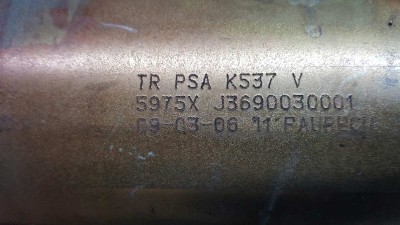 TR PSA K537 V
5975X J3690030001
09-03-06 11 FAURECIA